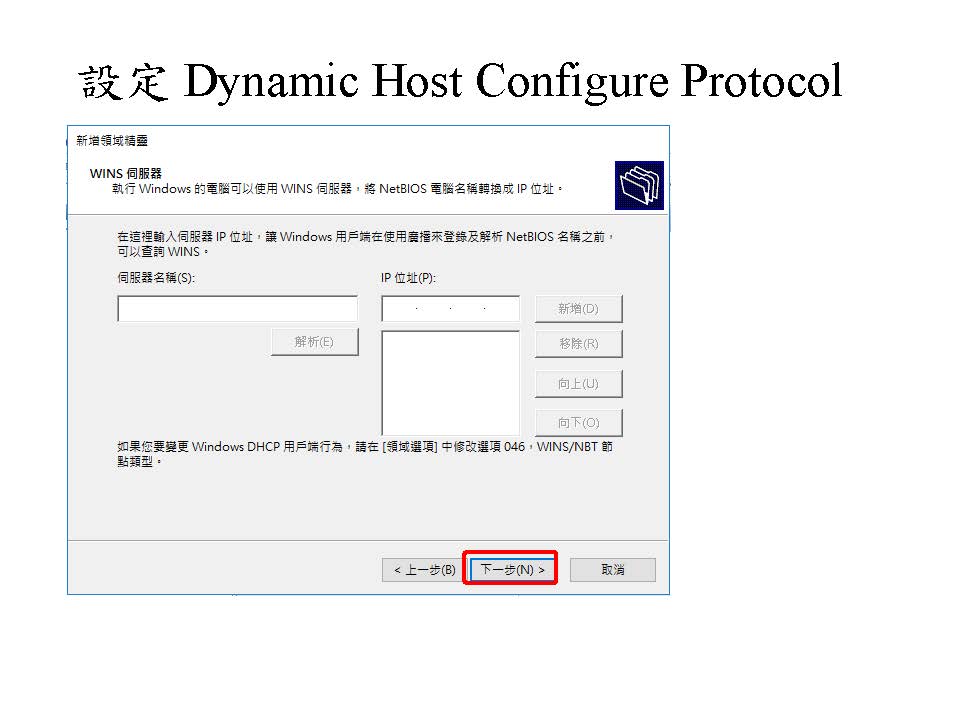 設定 Dynamic Host Configure Protocol
新增領域精靈
WINS 伺服器
執行 Windows 的電腦可以使用 WINS 伺服器，將 NetBIOS 電腦名稱轉換成 IP 位址。
在這裡輸入伺服器 IP 位址，讓 Windows 用戶端在使用廣播來登錄及解析 NetBIOS 名稱之前，
可以查詢 WINS。
伺服器名稱(S):
IP 位址(P):
新增(D)
解析(E)
移除(R)
向上(U)
向下(O)
如果您要變更 Windows DHCP 用戶端行為，請在 [領域選項] 中修改選項 046，WINS/NBT 節
點類型。
< 上一步(B)
下一步(N) >
取消